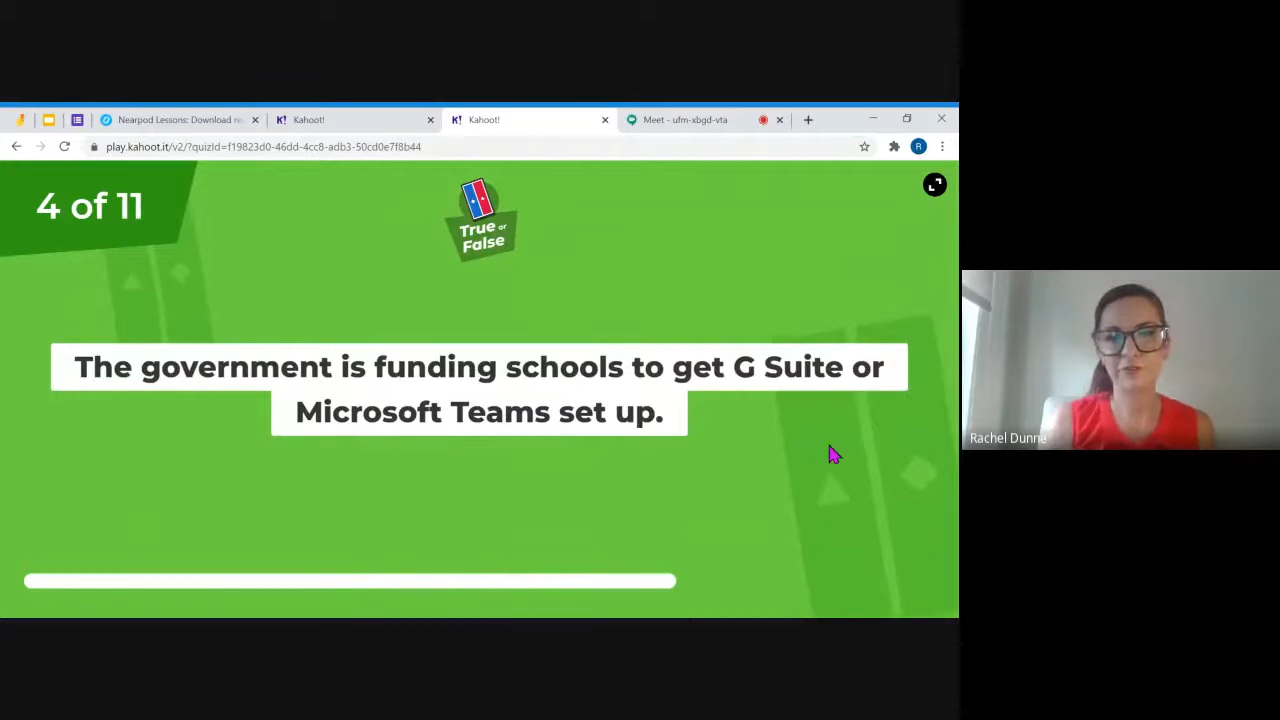 Nearpod Lessons: Download re
Kahoot!
Kahoot!
Meet - ufm-xbgd-vta
play.kahoot.it/v2/?quizId=f19823d0-46dd-4cc8-adb3-50cd0e7f8b44
R
4 of 11
True or
False
The government is funding schools to get G Suite or
Microsoft Teams set up.
Rachel Dunne